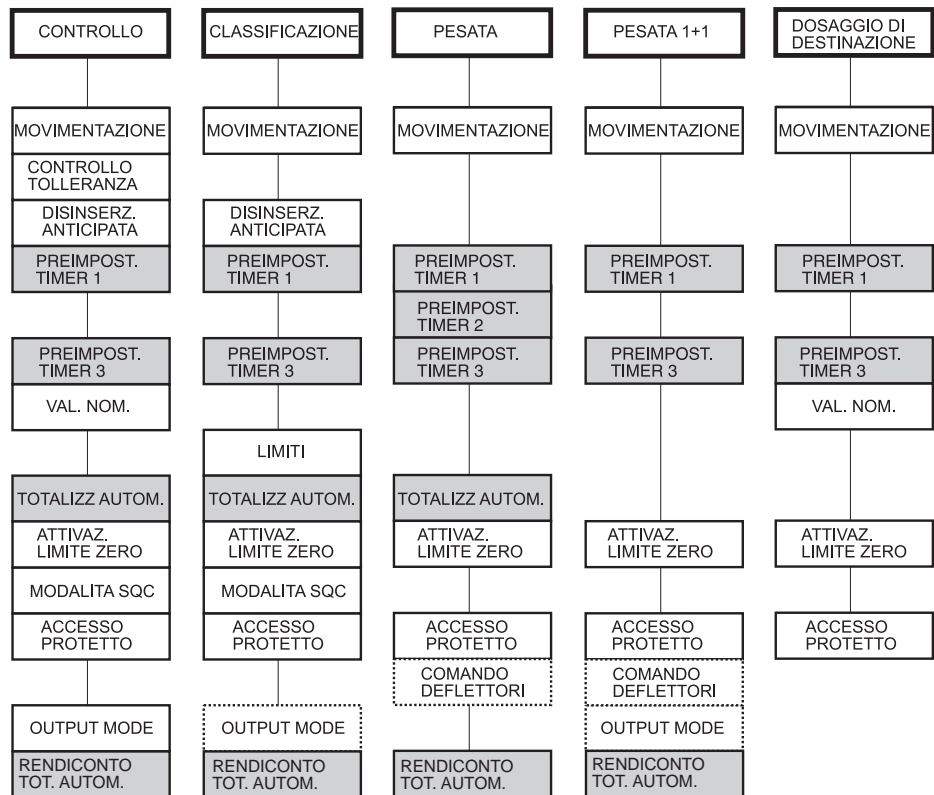 CONTROLLO
MOVIMENTAZIONE
CONTROLLO
TOLLERANZA
DISINSERZ.
ANTICIPATA
PREIMPOST.
TIMER 1
PREIMPOST.
TIMER 3
VAL. NOM.
TOTALIZZ AUTOM.
ATTIVAZ.
LIMITE ZERO
MODALITA SQC
ACCESSO
PROTETTO
OUTPUT MODE
RENDICONTO
TOT. AUTOM.
CLASSIFICAZIONE
MOVIMENTAZIONE
DISINSERZ.
ANTICIPATA
PREIMPOST.
TIMER 1
PREIMPOST.
TIMER 3
LIMITI
TOTALIZZ AUTOM.
ATTIVAZ.
LIMITE ZERO
MODALITA SQC
ACCESSO
PROTETTO
OUTPUT MODE
RENDICONTO
TOT. AUTOM.
PESATA
MOVIMENTAZIONE
PREIMPOST.
TIMER 1
PREIMPOST.
TIMER 2
PREIMPOST.
TIMER 3
TOTALIZZ AUTOM.
ATTIVAZ.
LIMITE ZERO
ACCESSO
PROTETTO
COMANDO
DEFLETTORI
RENDICONTO
TOT. AUTOM.
PESATA 1+1
MOVIMENTAZIONE
PREIMPOST.
TIMER 1
PREIMPOST.
TIMER 3
ATTIVAZ.
LIMITE ZERO
ACCESSO
PROTETTO
COMANDO
DEFLETTORI
OUTPUT MODE
RENDICONTO
TOT. AUTOM.
DOSAGGIO DI
DESTINAZIONE
MOVIMENTAZIONE
PREIMPOST.
TIMER 1
PREIMPOST.
TIMER 3
VAL. NOM.
ATTIVAZ.
LIMITE ZERO
ACCESSO
PROTETTO